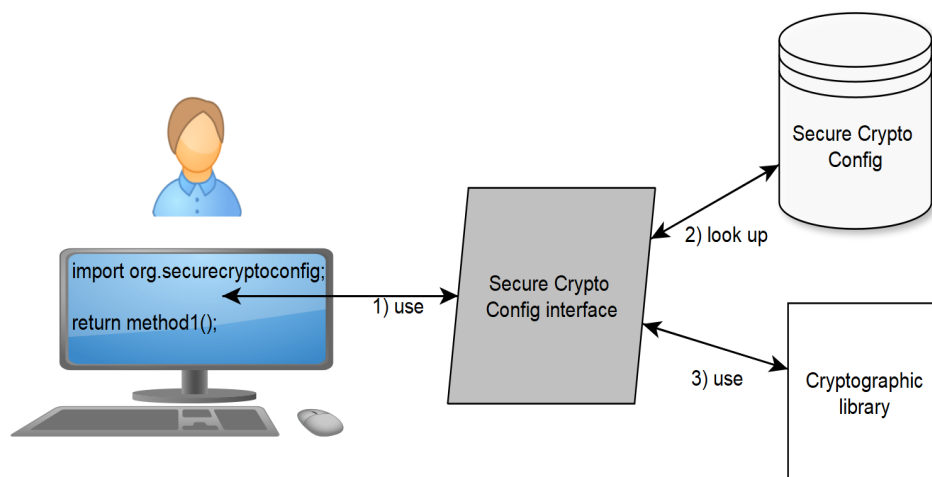 import org.securecryptoconfig;
return method1();
1) use
Secure Crypto
Config interface
2) look up
Secure Crypto
Config
3) use
Cryptographic
library